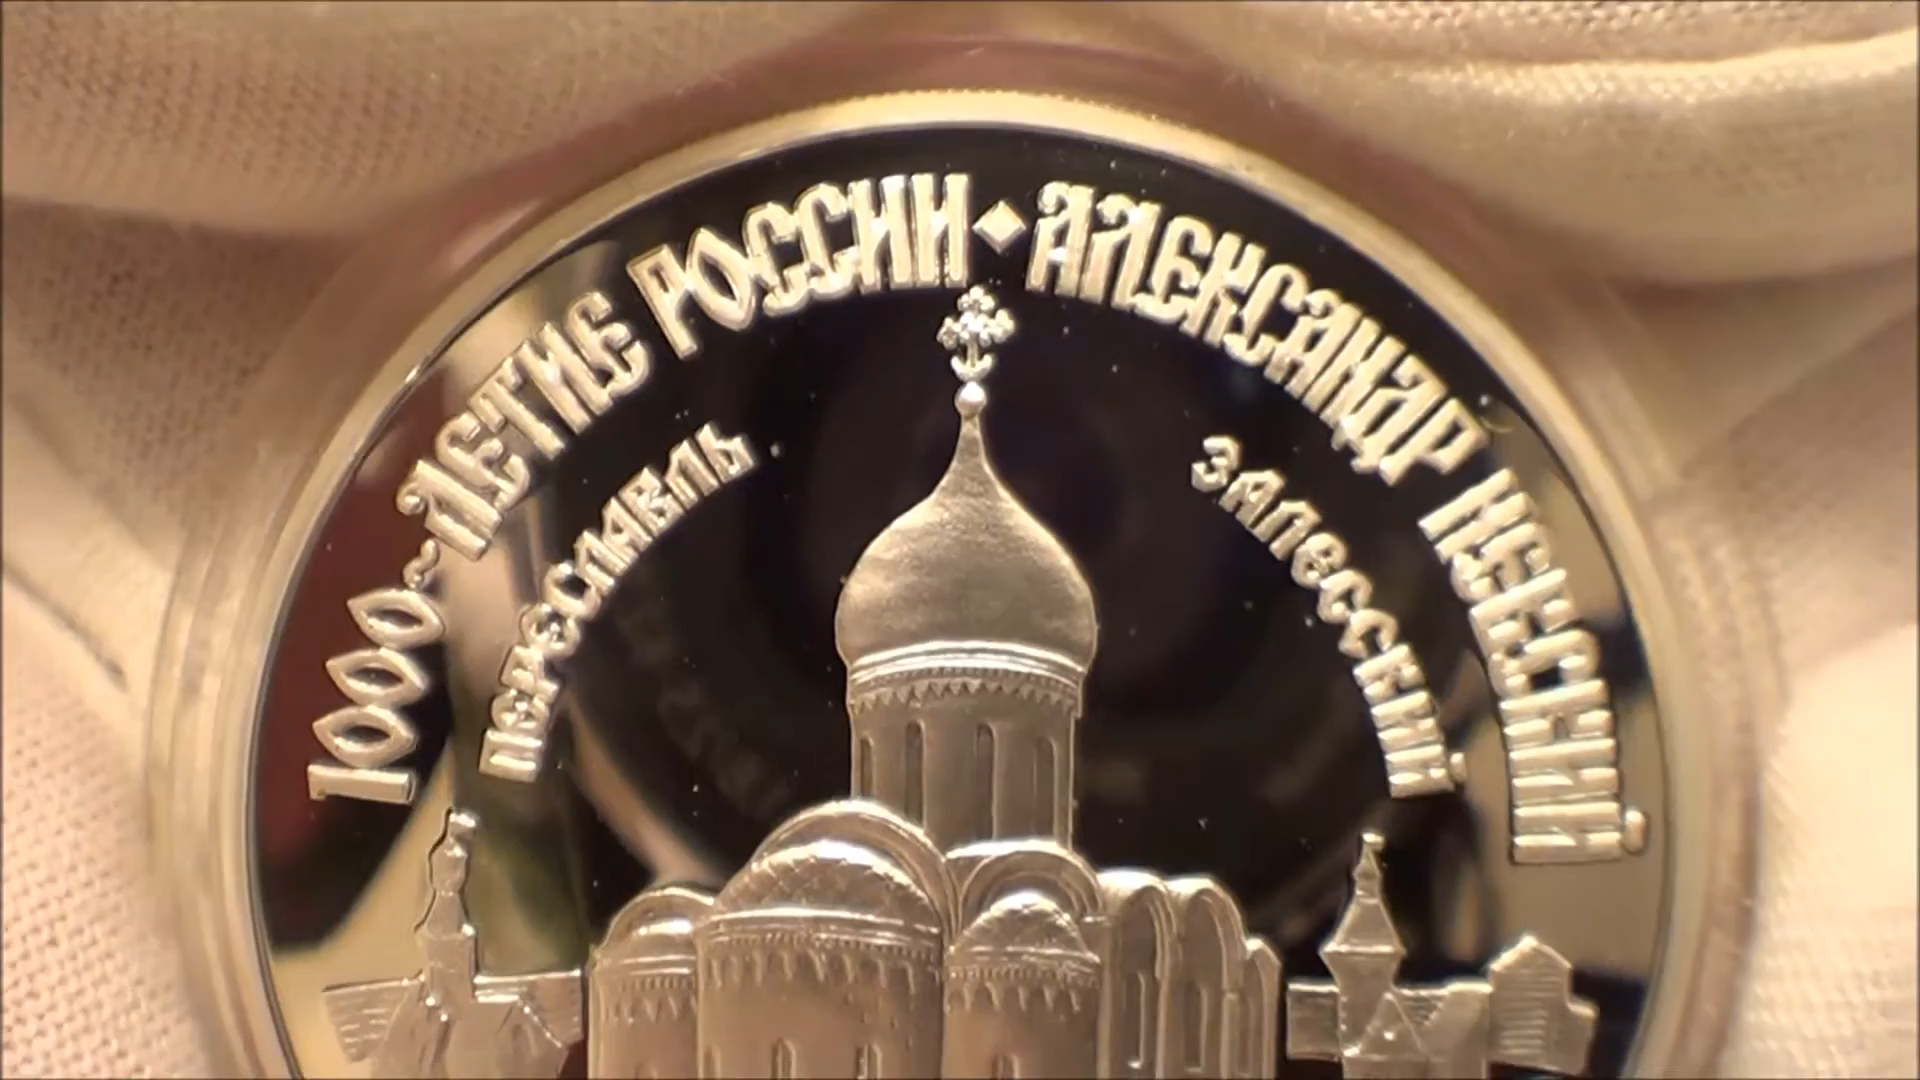 1000-ЛЕТИЕ РОССИИ • АЛЕКСАНДР НЕВСКИЙ
ПЕРЕСЛАВЛЬ
ЗАЛЕССКИЙ